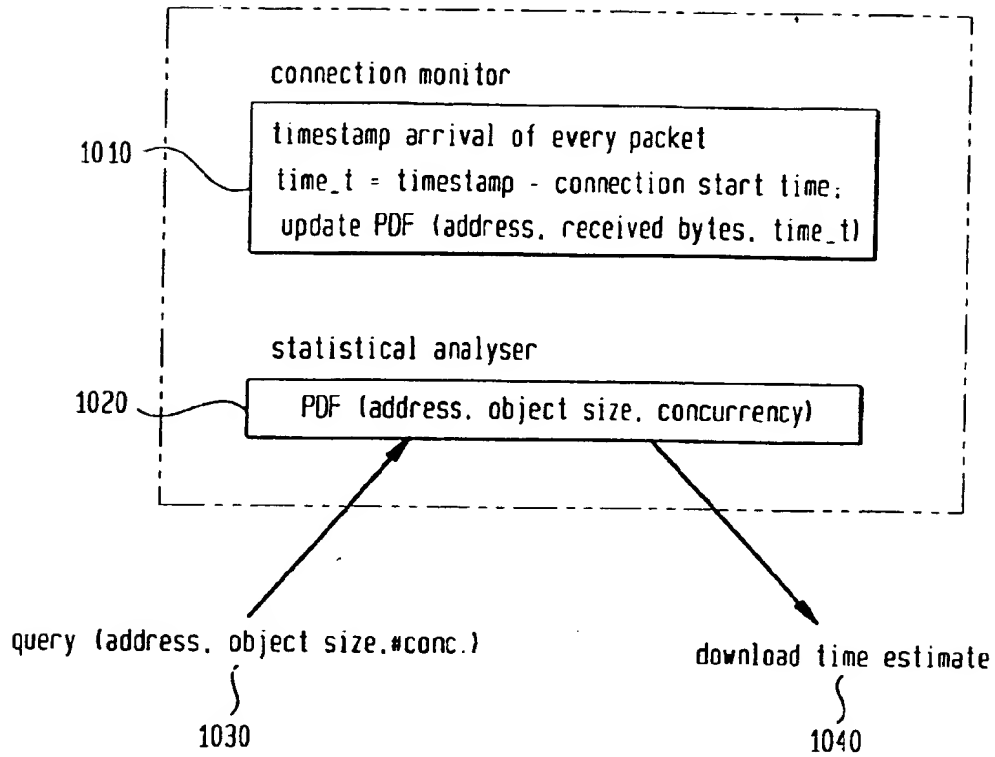 connection monitor
1010
timestamp arrival of every packet
time_t = timestamp - connection start time;
update PDF (address, received bytes, time_t)
statistical analyser
1020
PDF (address, object size, concurrency)
query (address, object size,#conc.)
1030
download time estimate
1040